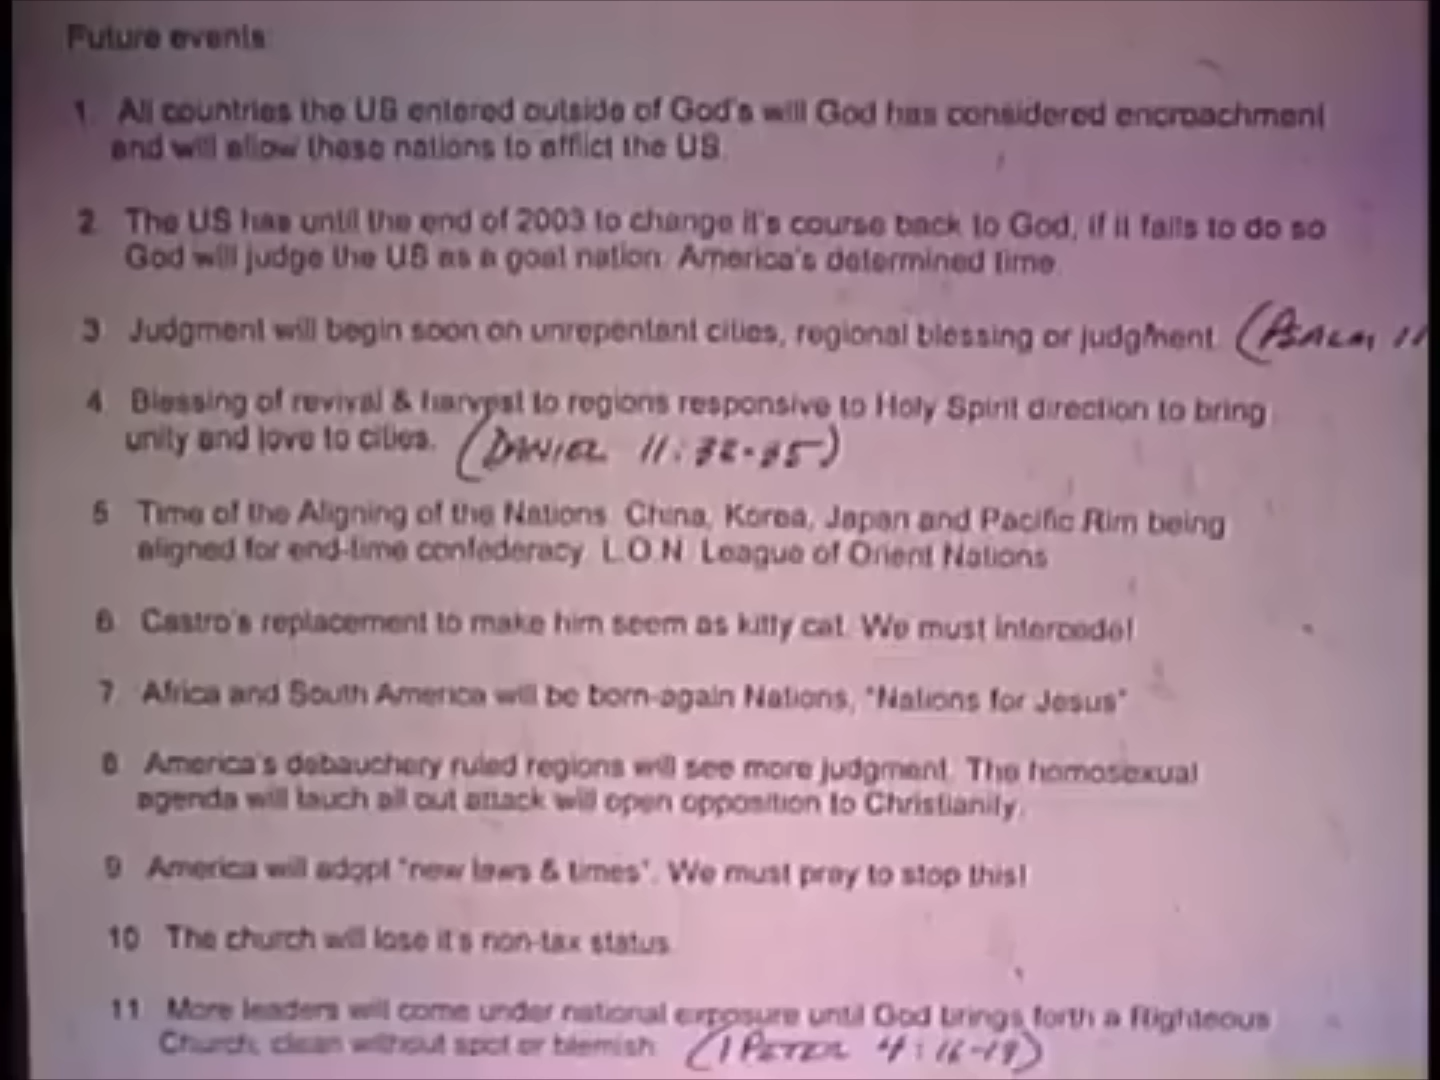 Future events:
1. All countries the US entered outside of God's will God has considered encroachment
and will allow these nations to afflict the US.
2. The US has until the end of 2003 to change it's course back to God, if it fails to do so
God will judge the US as a goat nation. America's determined time.
3. Judgment will begin soon on unrepentant cities, regional blessing or judgment. (PSALM 11
4. Blessing of revival & harvest to regions responsive to Holy Spirit direction to bring
unity and love to cities. (DANIEL 11:32-35)
5. Time of the Aligning of the Nations. China, Korea, Japan and Pacific Rim being
aligned for end-time confederacy. L.O.N. League of Orient Nations
6. Castro's replacement to make him seem as kitty cat. We must intercede!
7. Africa and South America will be born-again Nations, "Nations for Jesus"
8. America's debauchery ruled regions will see more judgment. The homosexual
agenda will lauch all out attack will open opposition to Christianity.
9. America will adopt "new laws & times". We must pray to stop this!
10. The church will lose it's non-tax status.
11. More leaders will come under national exposure until God brings forth a Righteous
Church, clean without spot or blemish. (1 PETER 4:16-19)